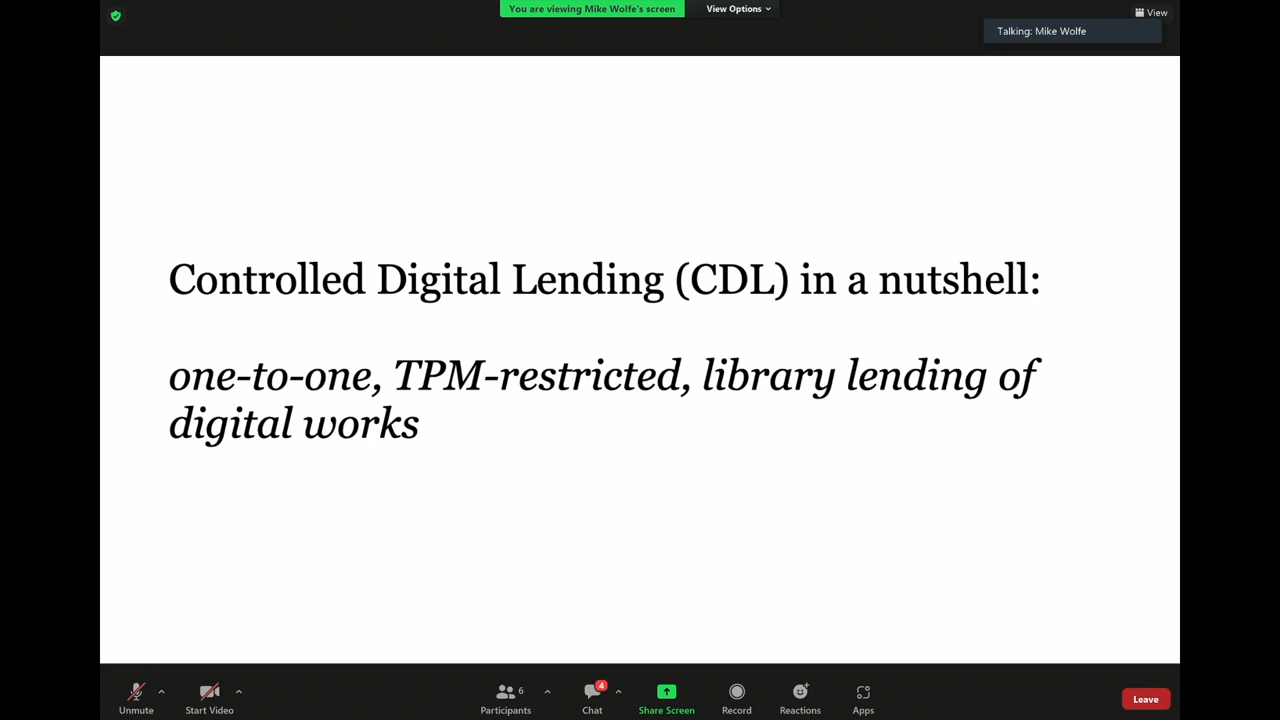 You are viewing Mike Wolfe's screen
View Options
View
Talking: Mike Wolfe
Controlled Digital Lending (CDL) in a nutshell:
one-to-one, TPM-restricted, library lending of
digital works
Unmute
Start Video
6
Participants
4
Chat
Share Screen
Record
Reactions
Apps
Leave